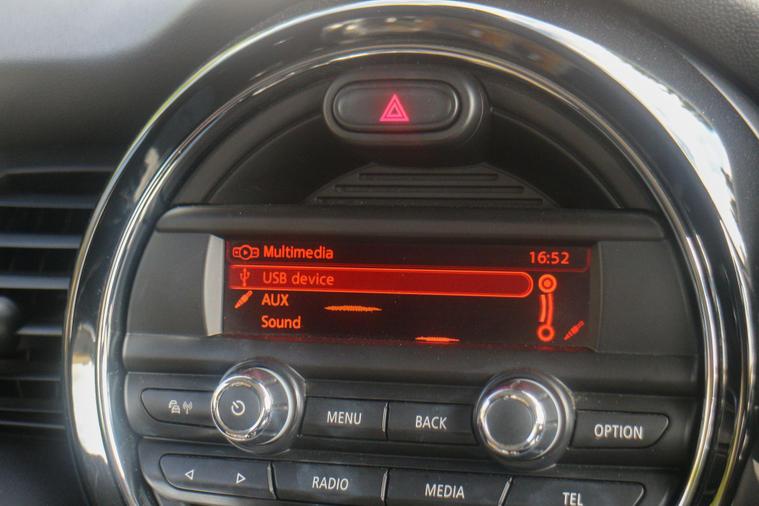 Multimedia 16:52
USB device
AUX
Sound
MENU BACK
OPTION
RADIO MEDIA TEL